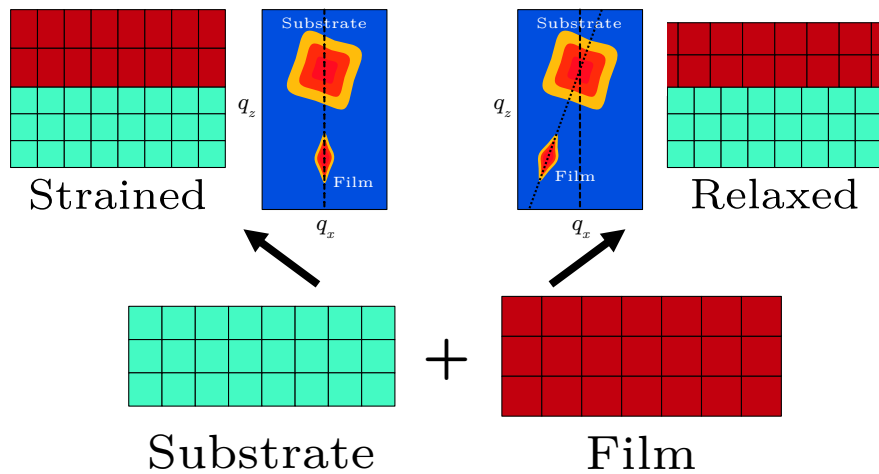 Substrate
q_z
Film
q_x
Strained
Substrate
q_z
Film
q_x
Relaxed
+
Substrate
Film